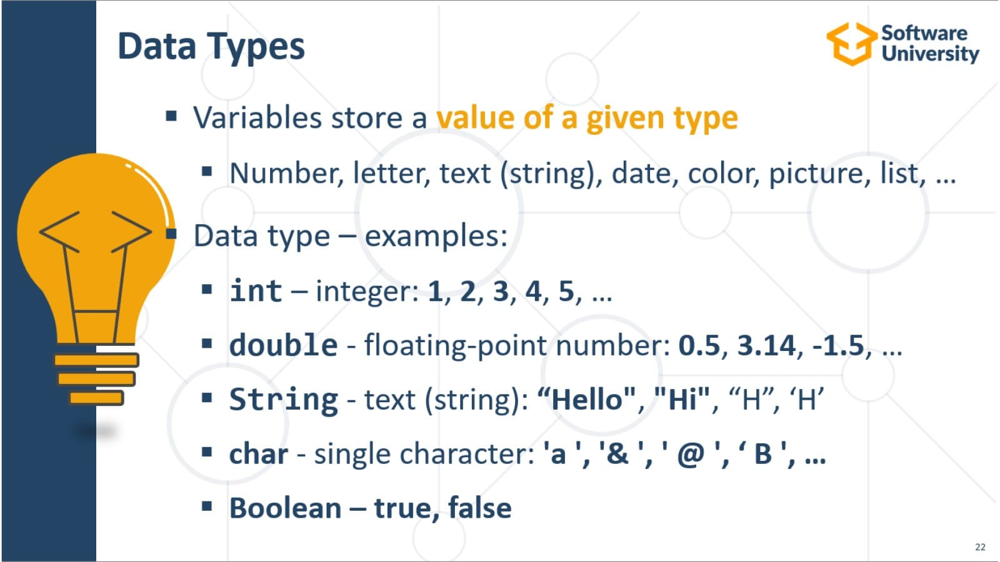 Data Types
Software
University
▪ Variables store a value of a given type
▪ Number, letter, text (string), date, color, picture, list, …
▪ Data type – examples:
▪ int – integer: 1, 2, 3, 4, 5, …
▪ double - floating-point number: 0.5, 3.14, -1.5, …
▪ String - text (string): “Hello", "Hi", “H”, ‘H’
▪ char - single character: 'a ', '& ', ' @ ', ‘ B ', …
▪ Boolean – true, false
22